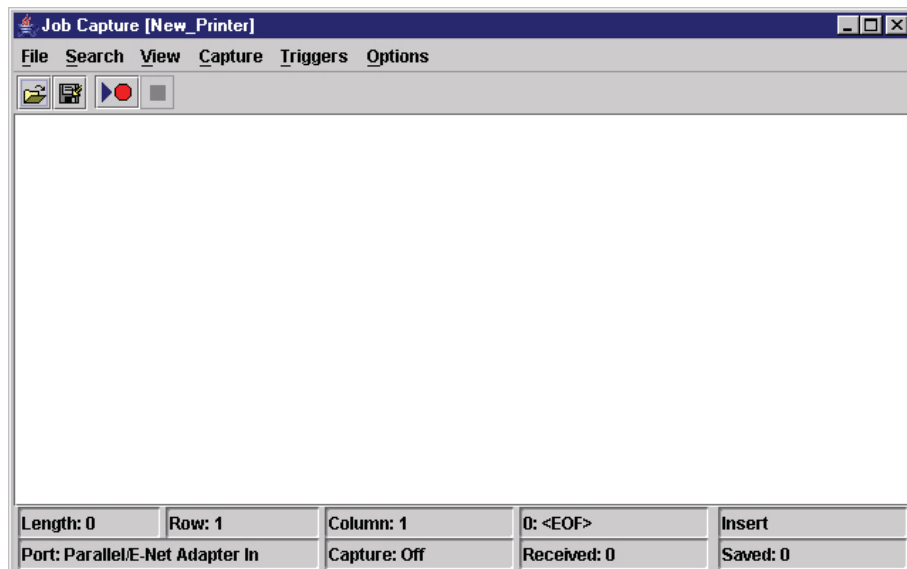 Job Capture [New_Printer]
File Search View Capture Triggers Options
Length: 0 Row: 1 Column: 1 0: <EOF> Insert
Port: Parallel/E-Net Adapter In Capture: Off Received: 0 Saved: 0